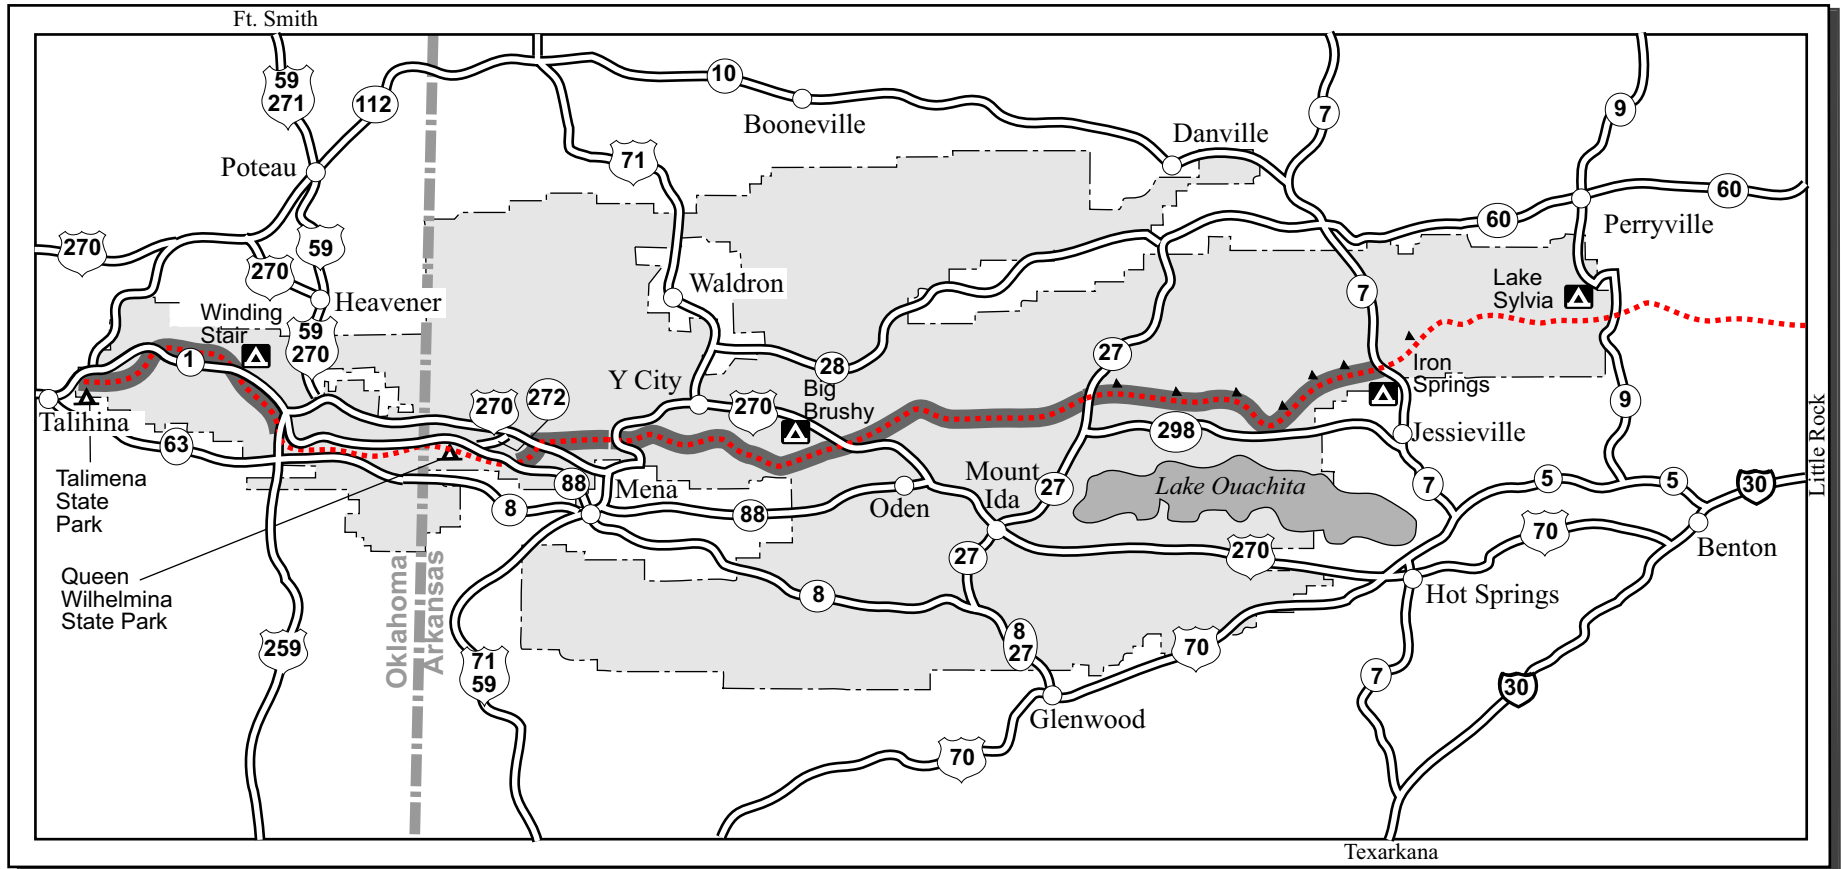 Ft. Smith
59
271
112
10
Booneville
71
Danville
7
9
Poteau
60
60
Perryville
270
59
270
Heavener
Waldron
7
Lake
Sylvia
Winding
Stair
59
270
1
28
27
Iron
Springs
Y City
270
272
270
Big
Brushy
9
Talihina
63
298
Jessieville
Little Rock
Talimena
State
Park
88
Mena
8
88
Oden
Mount
Ida
27
Lake Ouachita
7
5
5
30
70
Benton
27
270
Hot Springs
Queen
Wilhelmina
State Park
Oklahoma
Arkansas
8
259
71
59
8
27
70
7
30
Glenwood
70
Texarkana